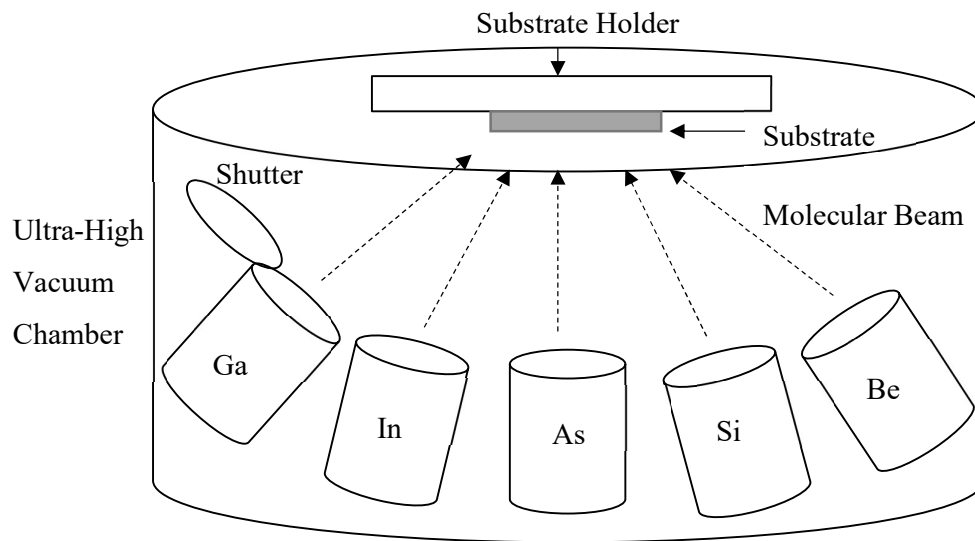 Substrate Holder
Substrate
Shutter
Ultra-High
Vacuum
Chamber
Molecular Beam
Ga
In
As
Si
Be